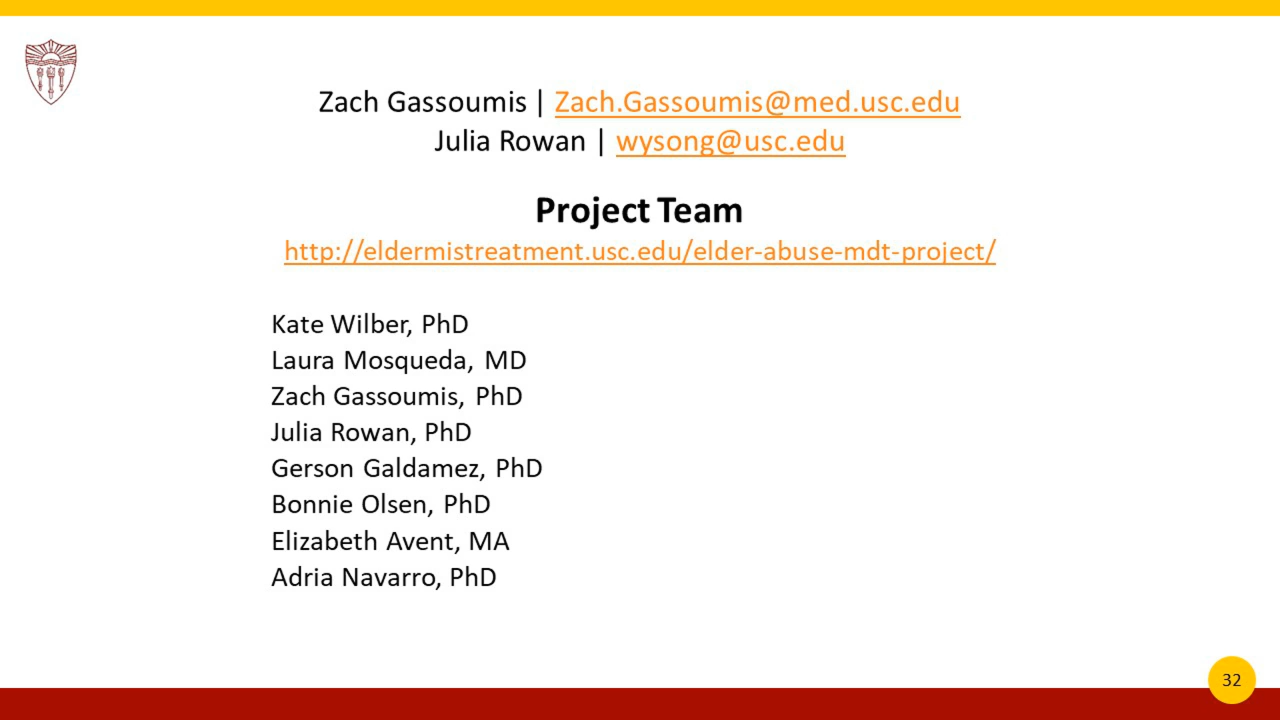 Zach Gassoumis | Zach.Gassoumis@med.usc.edu
Julia Rowan | wysong@usc.edu
Project Team
http://eldermistreatment.usc.edu/elder-abuse-mdt-project/
Kate Wilber, PhD
Laura Mosqueda, MD
Zach Gassoumis, PhD
Julia Rowan, PhD
Gerson Galdamez, PhD
Bonnie Olsen, PhD
Elizabeth Avent, MA
Adria Navarro, PhD
32